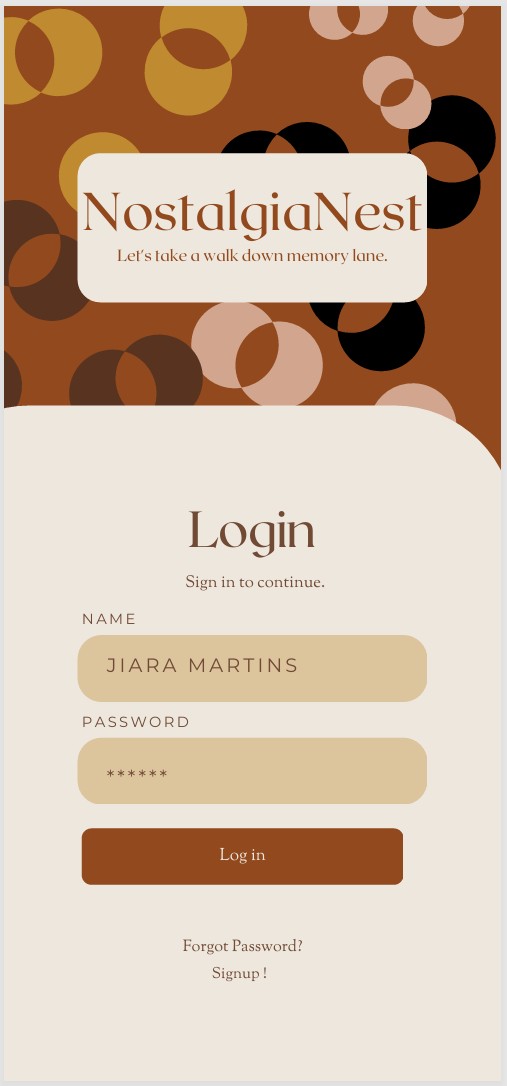 NostalgiaNest
Let's take a walk down memory lane.
Login
Sign in to continue.
NAME
JIARA MARTINS
PASSWORD
******
Log in
Forgot Password?
Signup !